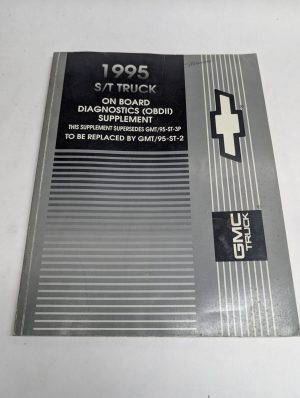 1995
S/T TRUCK
ON BOARD
DIAGNOSTICS (OBDII)
SUPPLEMENT
THIS SUPPLEMENT SUPERSEDES GMT/95-ST-3P
TO BE REPLACED BY GMT/95-ST-2
GMC
TRUCK